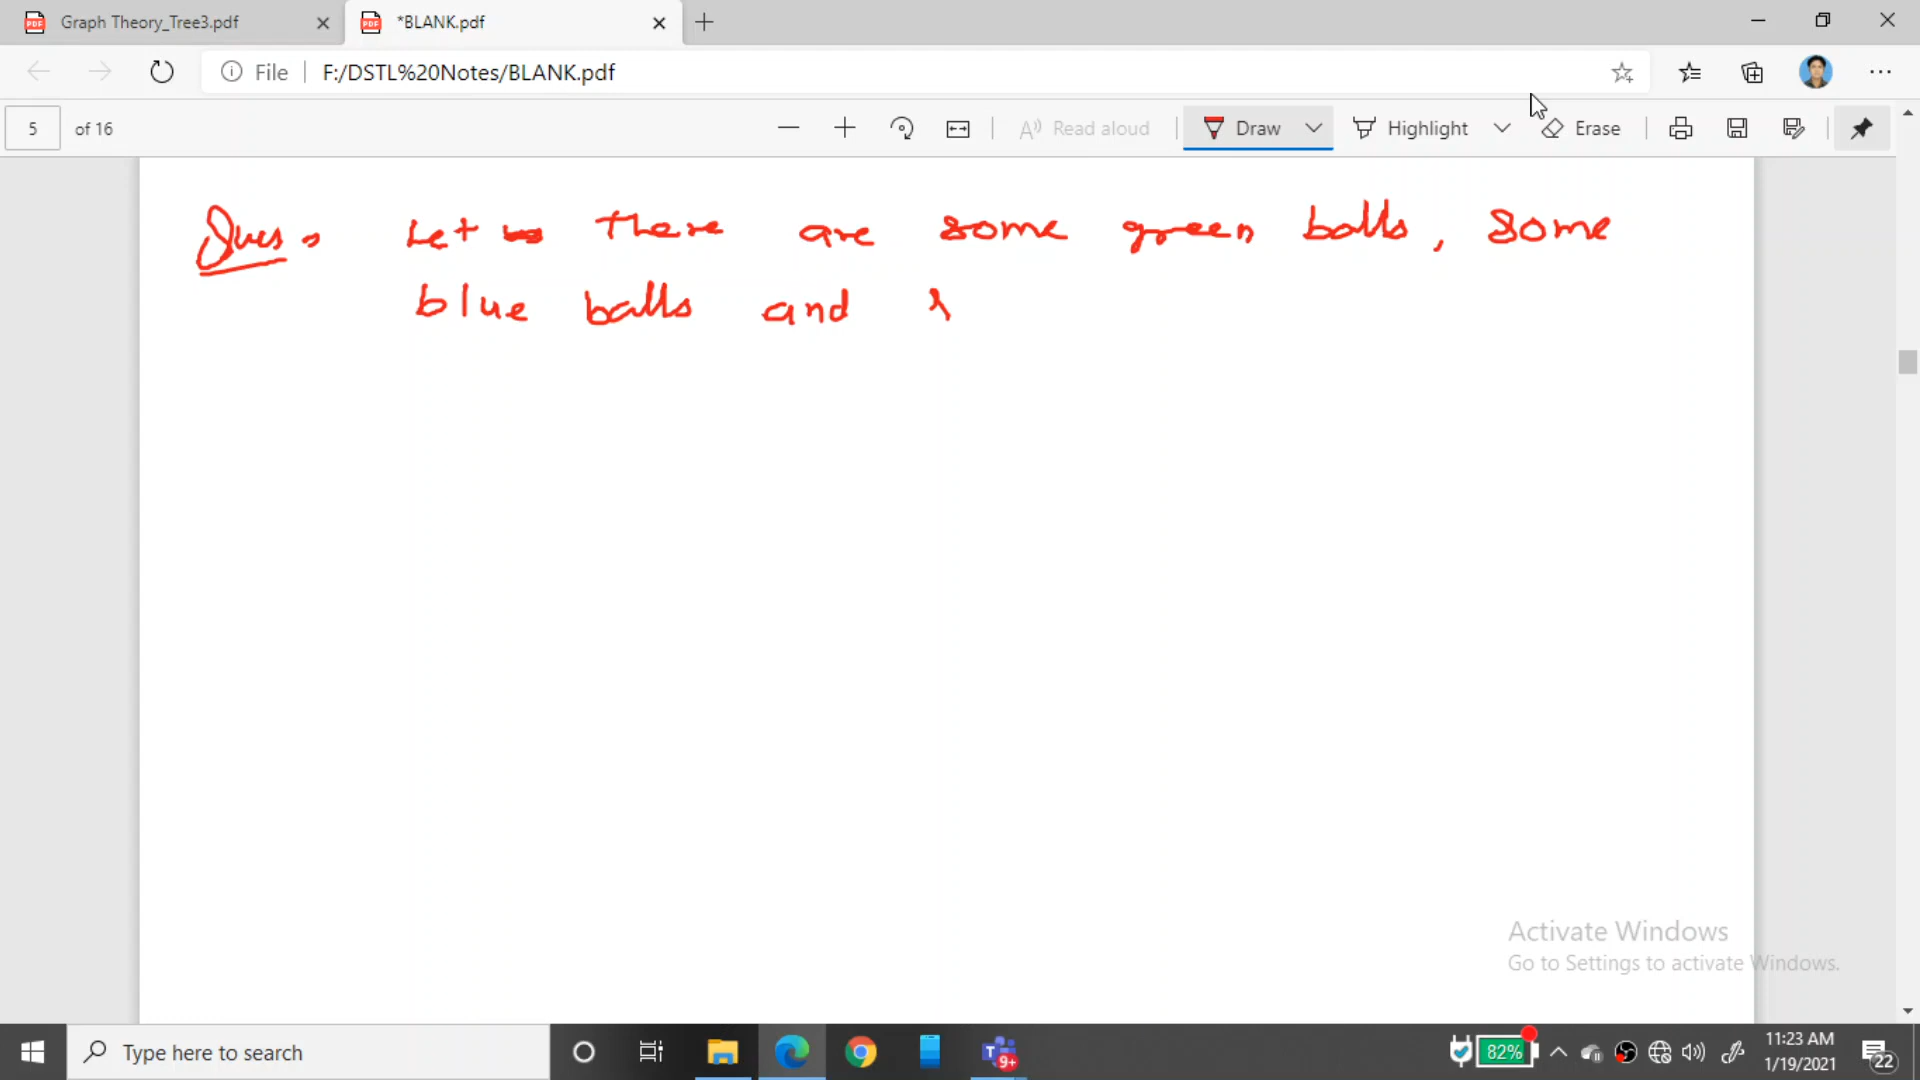 Graph Theory_Tree3.pdf
*BLANK.pdf
File
F:/DSTL%20Notes/BLANK.pdf
5 of 16
Read aloud
Draw
Highlight
Erase
Ques. Let there are some green balls, some
blue balls and
Activate Windows
Go to Settings to activate Windows.
Type here to search
9+
82%
11:23 AM
1/19/2021
22